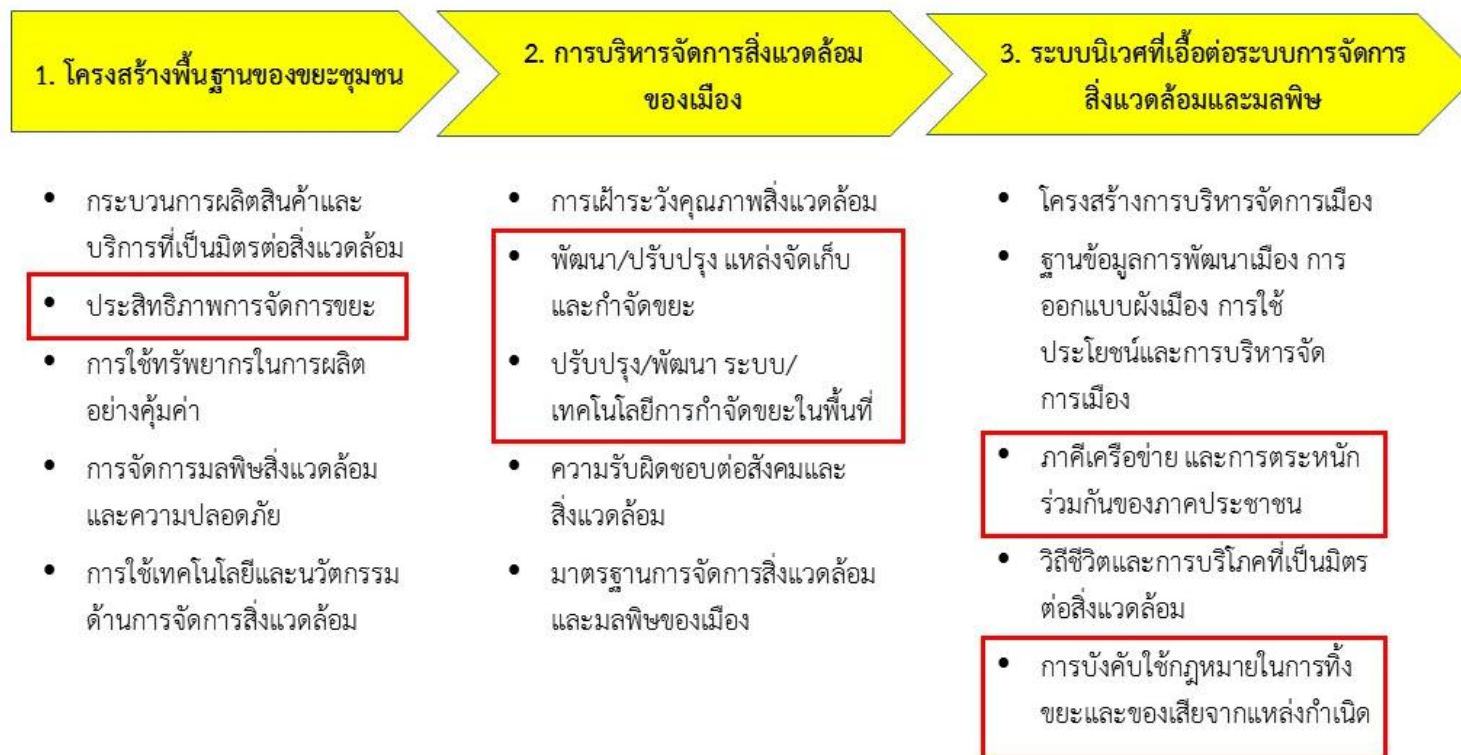 1. โครงสร้างพื้นฐานของขยะชุมชน
2. การบริหารจัดการสิ่งแวดล้อม
ของเมือง
3. ระบบนิเวศที่เอื้อต่อระบบการจัดการ
สิ่งแวดล้อมและมลพิษ
• กระบวนการผลิตสินค้าและ
บริการที่เป็นมิตรต่อสิ่งแวดล้อม
• ประสิทธิภาพการจัดการขยะ
• การใช้ทรัพยากรในการผลิต
อย่างคุ้มค่า
• การจัดการมลพิษสิ่งแวดล้อม
และความปลอดภัย
• การใช้เทคโนโลยีและนวัตกรรม
ด้านการจัดการสิ่งแวดล้อม
• การเฝ้าระวังคุณภาพสิ่งแวดล้อม
• พัฒนา/ปรับปรุง แหล่งจัดเก็บ
และกำจัดขยะ
• ปรับปรุง/พัฒนา ระบบ/
เทคโนโลยีการกำจัดขยะในพื้นที่
• ความรับผิดชอบต่อสังคมและ
สิ่งแวดล้อม
• มาตรฐานการจัดการสิ่งแวดล้อม
และมลพิษของเมือง
• โครงสร้างการบริหารจัดการเมือง
• ฐานข้อมูลการพัฒนาเมือง การ
ออกแบบผังเมือง การใช้
ประโยชน์และการบริหารจัด
การเมือง
• ภาคีเครือข่าย และการตระหนัก
ร่วมกันของภาคประชาชน
• วิถีชีวิตและการบริโภคที่เป็นมิตร
ต่อสิ่งแวดล้อม
• การบังคับใช้กฎหมายในการทิ้ง
ขยะและของเสียจากแหล่งกำเนิด